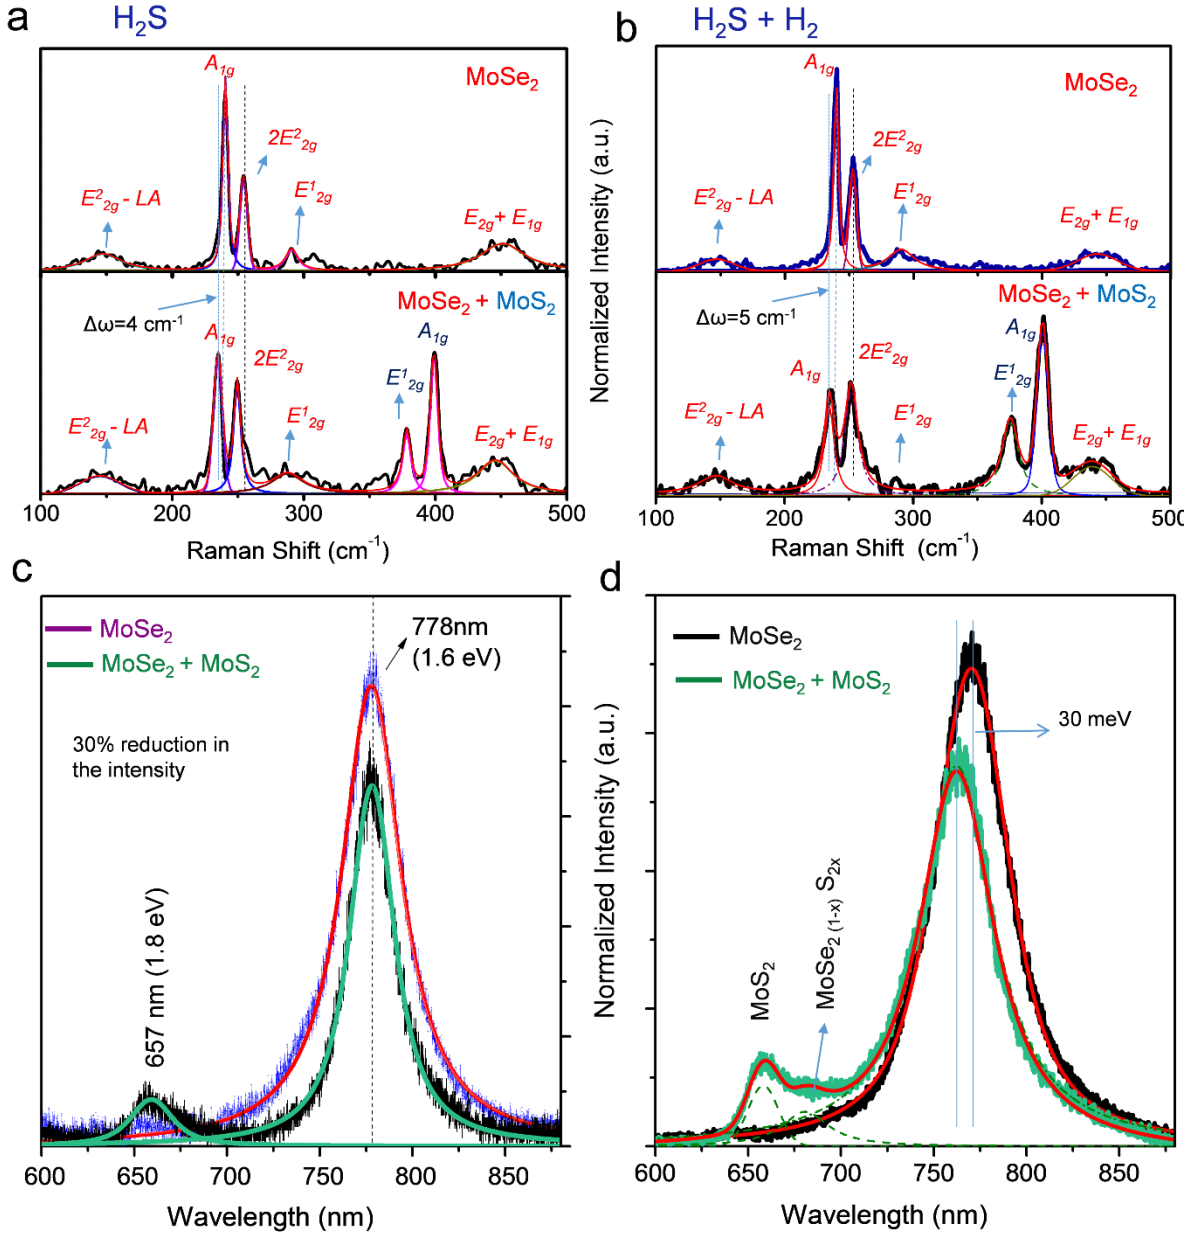 a
H₂S
A₁g
MoSe₂
2E²₂g
E²₂g - LA
E¹₂g
E₂g + E₁g
MoSe₂ + MoS₂
Δω=4 cm⁻¹
A₁g
A₁g
2E²₂g
E¹₂g
E²₂g - LA
E¹₂g
E₂g + E₁g
100 200 300 400 500
Raman Shift (cm⁻¹)
b
H₂S + H₂
Normalized Intensity (a.u.)
A₁g
MoSe₂
2E²₂g
E²₂g - LA
E¹₂g
E₂g + E₁g
MoSe₂ + MoS₂
Δω=5 cm⁻¹
A₁g
2E²₂g
A₁g
E¹₂g
E²₂g - LA
E¹₂g
E₂g + E₁g
100 200 300 400 500
Raman Shift (cm⁻¹)
c
MoSe₂
MoSe₂ + MoS₂
778nm
(1.6 eV)
30% reduction in
the intensity
657 nm (1.8 eV)
600 650 700 750 800 850
Wavelength (nm)
d
Normalized Intensity (a.u.)
MoSe₂
MoSe₂ + MoS₂
30 meV
MoS₂
MoSe₂ ₍₁₋ₓ₎ S₂ₓ
600 650 700 750 800 850
Wavelength (nm)